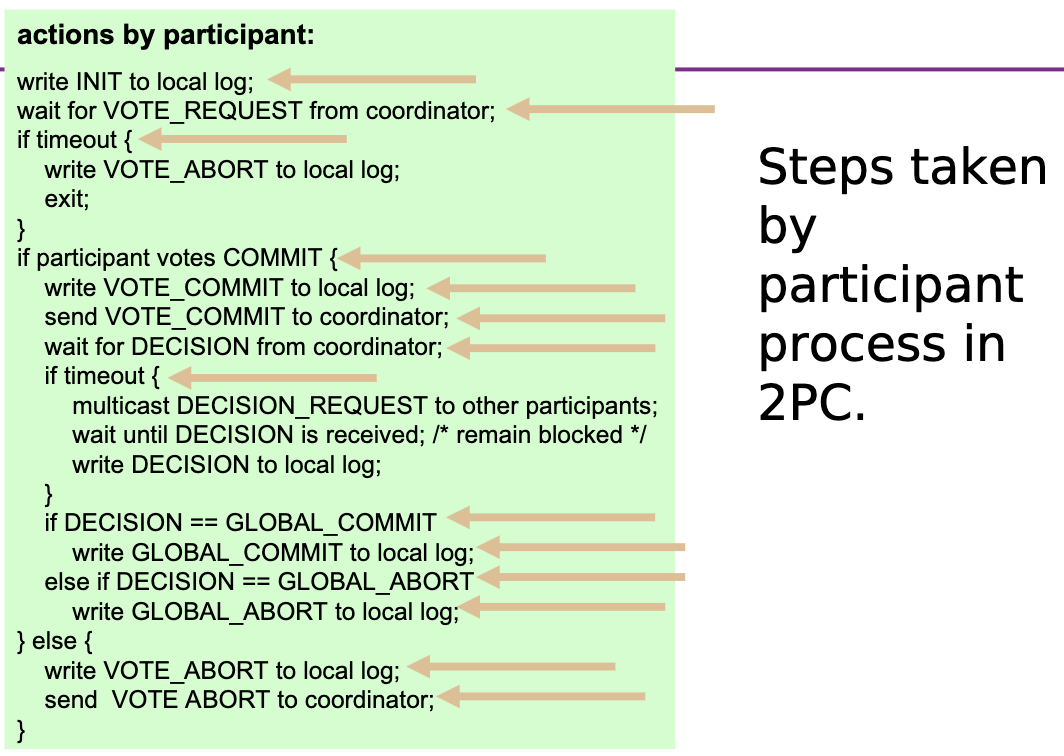 actions by participant:
write INIT to local log;
wait for VOTE_REQUEST from coordinator;
if timeout {
write VOTE_ABORT to local log;
exit;
}
if participant votes COMMIT {
write VOTE_COMMIT to local log;
send VOTE_COMMIT to coordinator;
wait for DECISION from coordinator;
if timeout {
multicast DECISION_REQUEST to other participants;
wait until DECISION is received; /* remain blocked */
write DECISION to local log;
}
if DECISION == GLOBAL_COMMIT
write GLOBAL_COMMIT to local log;
else if DECISION == GLOBAL_ABORT
write GLOBAL_ABORT to local log;
} else {
write VOTE_ABORT to local log;
send VOTE ABORT to coordinator;
}
Steps taken
by
participant
process in
2PC.